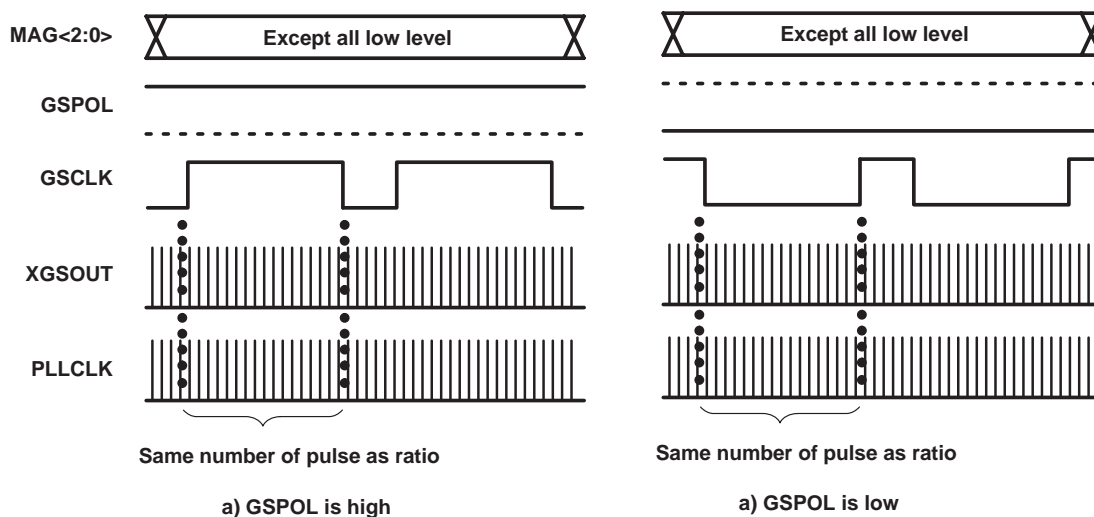 MAG<2:0>
Except all low level
Except all low level
GSPOL
GSCLK
XGSOUT
PLLCLK
Same number of pulse as ratio
Same number of pulse as ratio
a) GSPOL is high
a) GSPOL is low